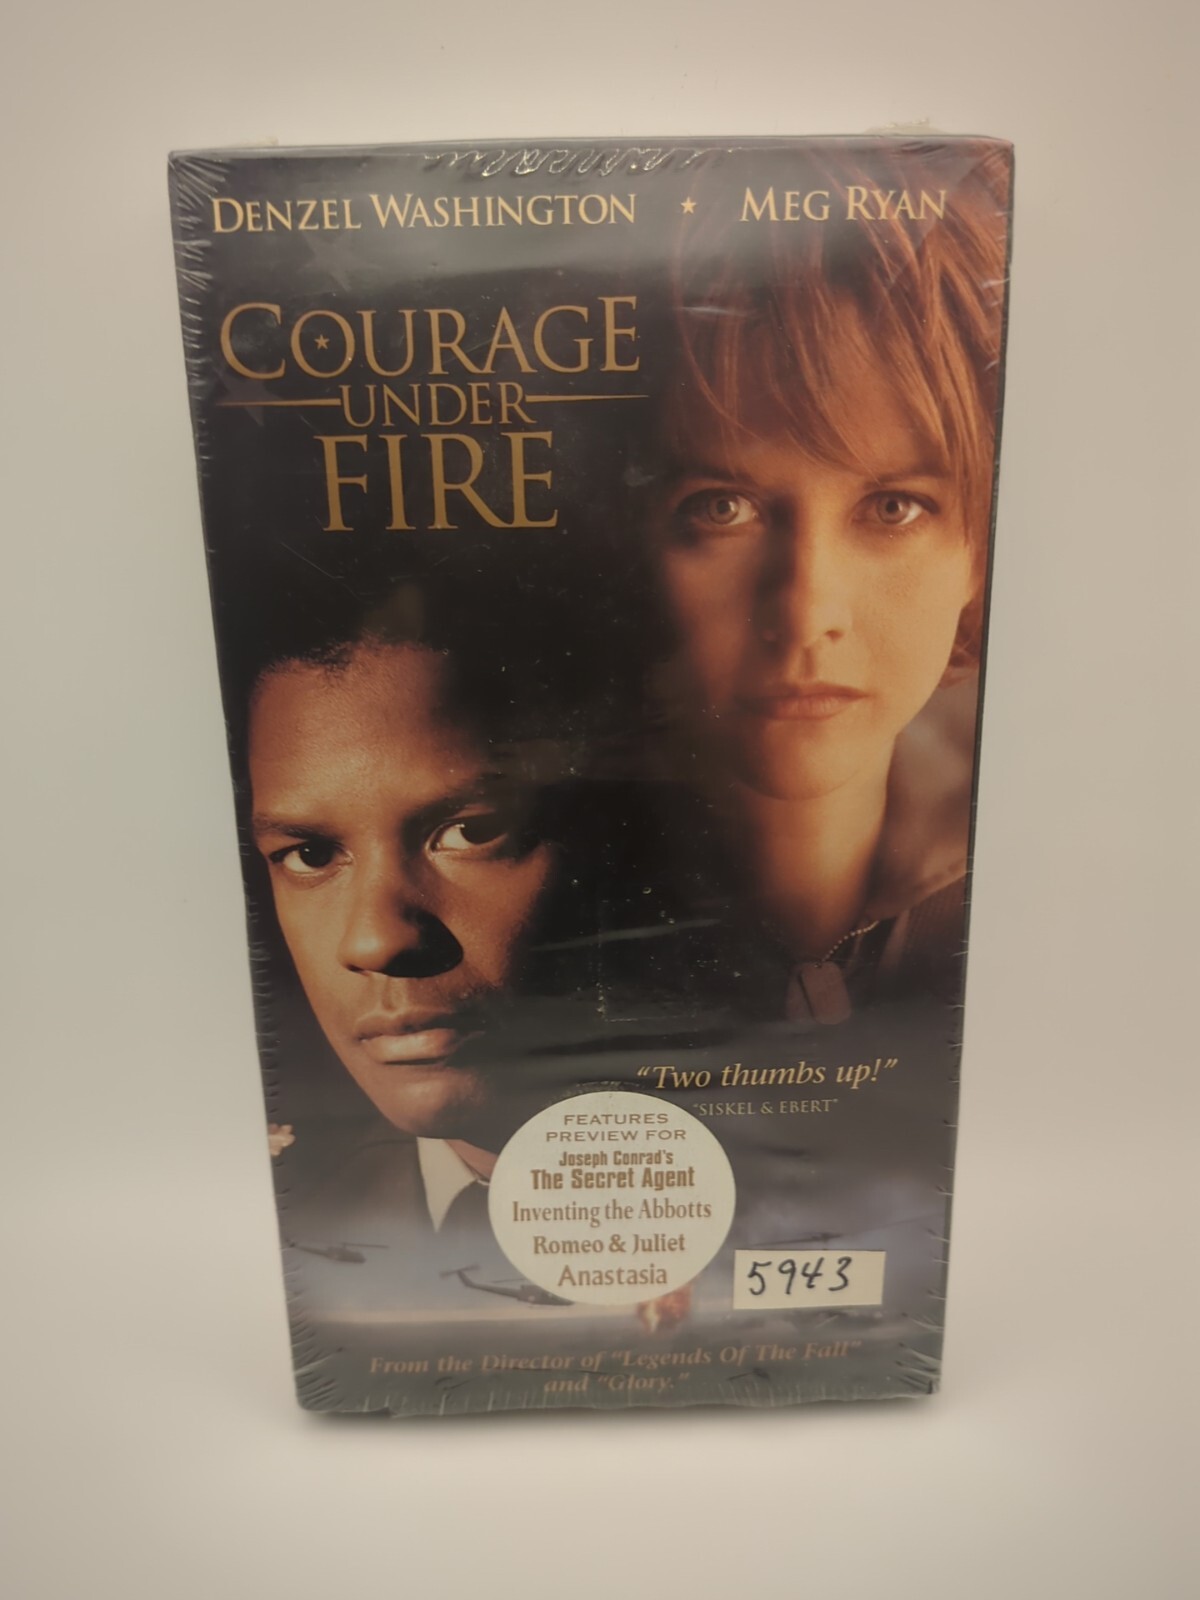 DENZEL WASHINGTON ★ MEG RYAN
COURAGE
UNDER
FIRE
"Two thumbs up!"
"SISKEL & EBERT"
FEATURES
PREVIEW FOR
Joseph Conrad's
The Secret Agent
Inventing the Abbotts
Romeo & Juliet
Anastasia
5943
From the Director of "Legends Of The Fall"
and "Glory."